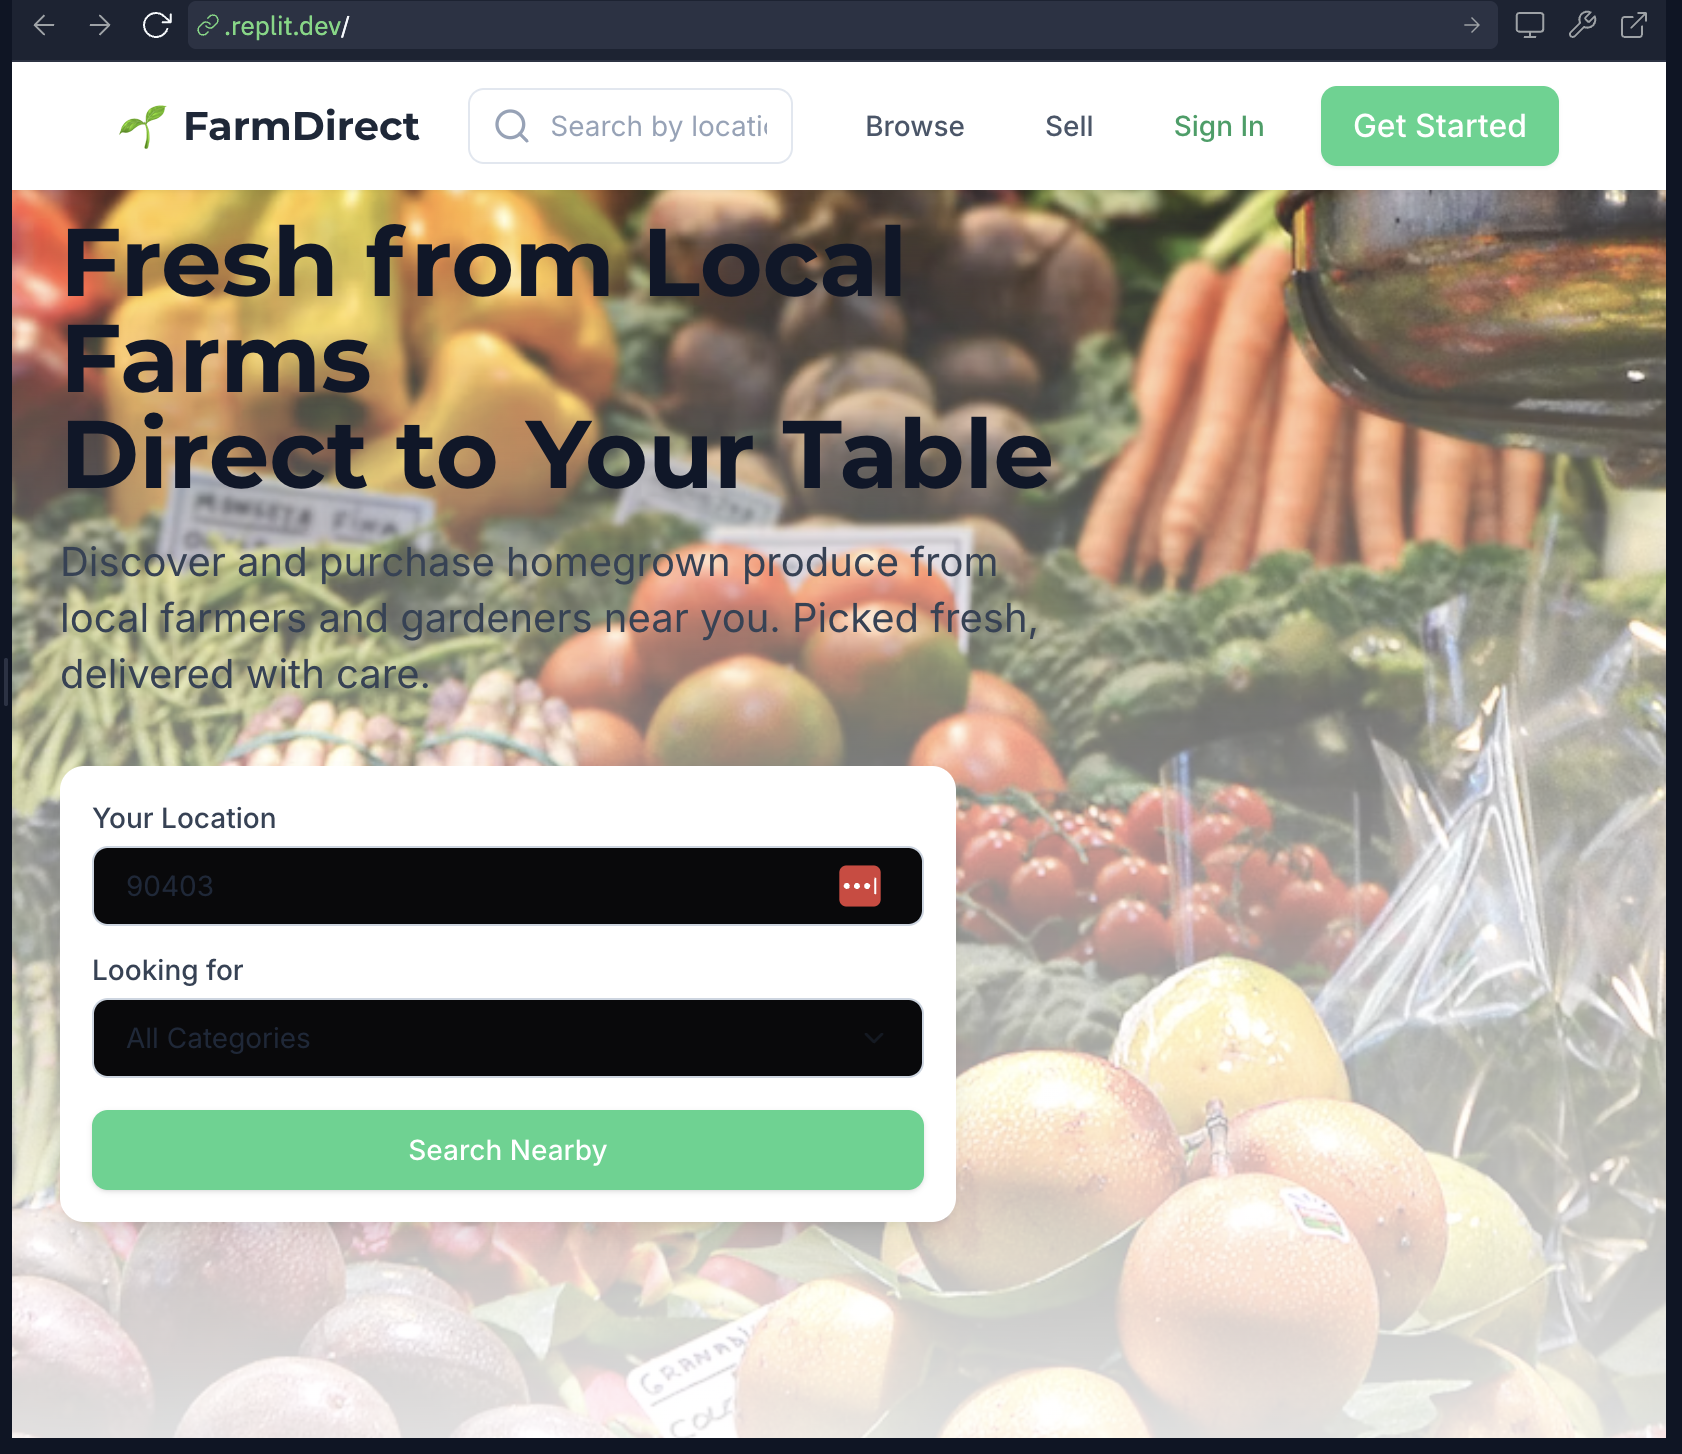 .replit.dev/
FarmDirect
Search by locati
Browse
Sell
Sign In
Get Started
Fresh from Local
Farms
Direct to Your Table
Discover and purchase homegrown produce from
local farmers and gardeners near you. Picked fresh,
delivered with care.
Your Location
90403
Looking for
All Categories
Search Nearby